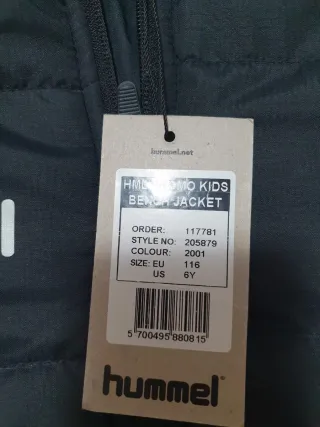 hummel.net
KIDS
BENCH JACKET
ORDER: 117781
STYLE NO: 205879
COLOUR: 2001
SIZE: EU 116
US 6Y
5 700495 880815
hummel